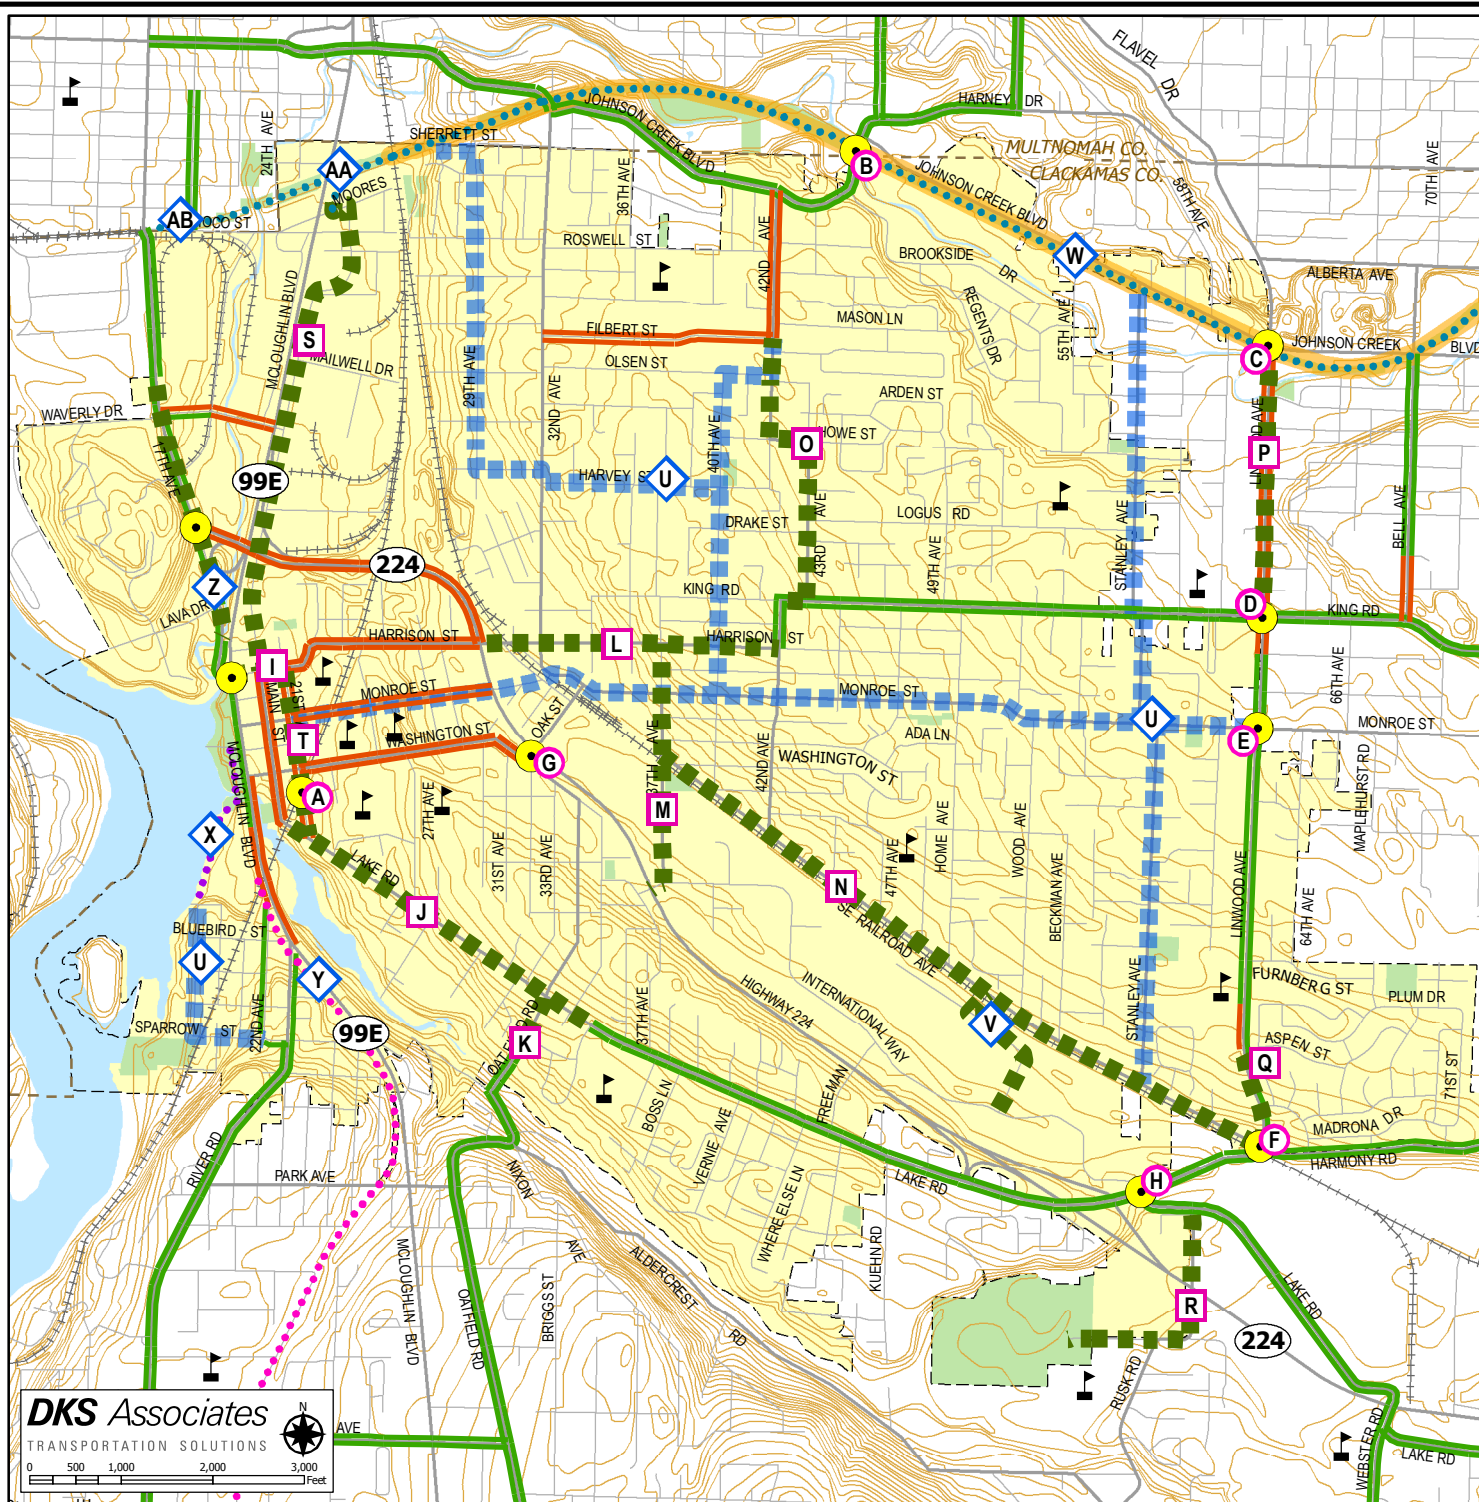 FLAVEL DR
HARNEY DR
JOHNSON CREEK BLVD
SHERRETT ST
24TH AVE
36TH AVE
MULTNOMAH CO.
CLACKAMAS CO.
70TH AVE
58TH AVE
B
AA
MOORES
JOHNSON CREEK BLVD
AB
OCO ST
42ND AVE
ROSWELL ST
BROOKSIDE DR
W
ALBERTA AVE
MCLOUGHLIN BLVD
REGENTS DR
MASON LN
55TH AVE
FILBERT ST
S
C
JOHNSON CREEK BLVD
OLSEN ST
MAILWELL DR
29TH AVE
32ND AVE
ARDEN ST
WAVERLY DR
40TH AVE
HOWE ST
O
P
17TH AVE
99E
HARVEY ST
U
DRAKE ST
43RD AVE
LOGUS RD
BELL AVE
49TH AVE
STANLEY AVE
224
Z
KING RD
D
KING RD
LAVA DR
HARRISON ST
L
HARRISON ST
I
MAIN ST
21ST
MONROE ST
MONROE ST
66TH AVE
U
MONROE ST
E
OAK ST
WASHINGTON ST
T
ADA LN
37TH AVE
42ND AVE
WASHINGTON ST
G
MCLOUGHLIN BLVD
A
M
27TH AVE
X
31ST AVE
33RD AVE
47TH AVE
HOME AVE
WOOD AVE
MAPLEHURST RD
LAKE RD
J
N
SE RAILROAD AVE
BECKMAN AVE
LINWOOD AVE
64TH AVE
BLUEBIRD ST
U
Y
FURNBERG ST
PLUM DR
INTERNATIONAL WAY
HIGHWAY 224
STANLEY AVE
SPARROW ST
22ND AVE
99E
37TH AVE
V
K
ASPEN ST
Q
71ST ST
BOSS LN
FREEMAN
VERNIE AVE
MADRONA DR
F
HARMONY RD
RIVER RD
PARK AVE
NIXON AVE
LAKE RD
H
WHERE ELSE LN
KUEHN RD
MCLOUGHLIN BLVD
OATFIELD RD
BRIGGS ST
ALDERCREST RD
LAKE RD
R
224
RUSK RD
DKS Associates
TRANSPORTATION SOLUTIONS
N
0 500 1,000 2,000 3,000
Feet
AVE
WEBSTER RD
LAKE RD